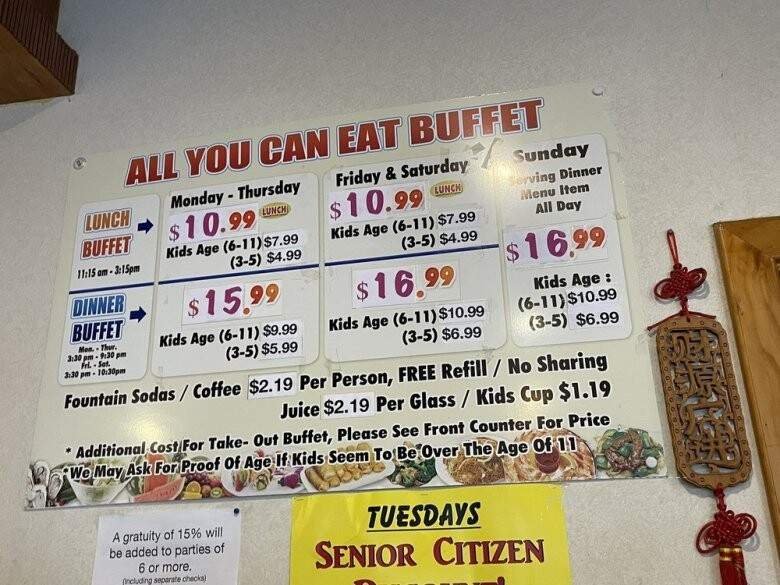 ALL YOU CAN EAT BUFFET
LUNCH
BUFFET
11:15 am - 3:15pm
Monday - Thursday
$10.99 LUNCH
Kids Age (6-11) $7.99
(3-5) $4.99
Friday & Saturday
$10.99 LUNCH
Kids Age (6-11) $7.99
(3-5) $4.99
Sunday
Serving Dinner
Menu Item
All Day
$16.99
Kids Age :
(6-11) $10.99
(3-5) $6.99
DINNER
BUFFET
Mon. - Thur.
3:30 pm - 9:30 pm
Fri. - Sat.
3:30 pm - 10:30pm
$15.99
Kids Age (6-11) $9.99
(3-5) $5.99
$16.99
Kids Age (6-11) $10.99
(3-5) $6.99
Fountain Sodas / Coffee $2.19 Per Person, FREE Refill / No Sharing
Juice $2.19 Per Glass / Kids Cup $1.19
* Additional Cost For Take- Out Buffet, Please See Front Counter For Price
*We May Ask For Proof Of Age If Kids Seem To Be Over The Age Of 11
A gratuity of 15% will
be added to parties of
6 or more.
(Including separate checks)
TUESDAYS
SENIOR CITIZEN